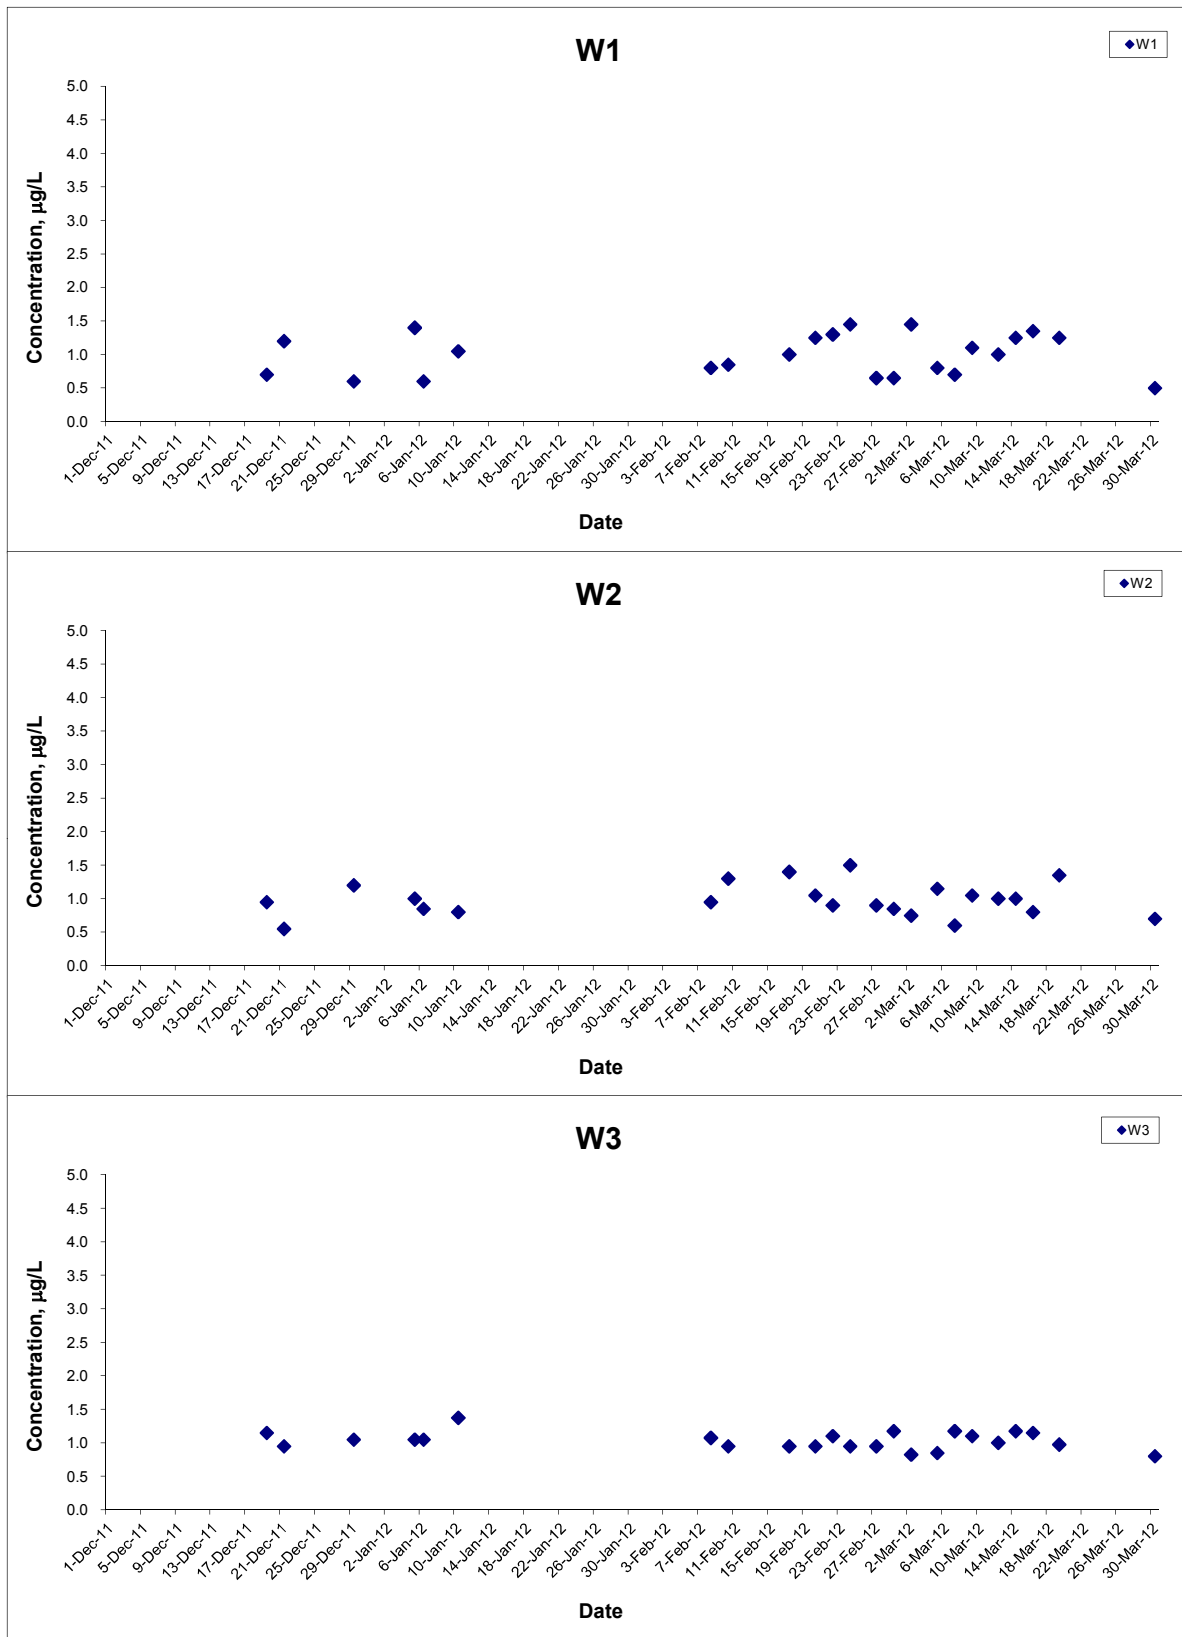 W1
W1
5.0
4.5
4.0
3.5
3.0
2.5
2.0
1.5
1.0
0.5
0.0
Concentration, µg/L
1-Dec-11
5-Dec-11
9-Dec-11
13-Dec-11
17-Dec-11
21-Dec-11
25-Dec-11
29-Dec-11
2-Jan-12
6-Jan-12
10-Jan-12
14-Jan-12
18-Jan-12
22-Jan-12
26-Jan-12
30-Jan-12
3-Feb-12
7-Feb-12
11-Feb-12
15-Feb-12
19-Feb-12
23-Feb-12
27-Feb-12
2-Mar-12
6-Mar-12
10-Mar-12
14-Mar-12
18-Mar-12
22-Mar-12
26-Mar-12
30-Mar-12
Date
W2
W2
5.0
4.5
4.0
3.5
3.0
2.5
2.0
1.5
1.0
0.5
0.0
Concentration, µg/L
1-Dec-11
5-Dec-11
9-Dec-11
13-Dec-11
17-Dec-11
21-Dec-11
25-Dec-11
29-Dec-11
2-Jan-12
6-Jan-12
10-Jan-12
14-Jan-12
18-Jan-12
22-Jan-12
26-Jan-12
30-Jan-12
3-Feb-12
7-Feb-12
11-Feb-12
15-Feb-12
19-Feb-12
23-Feb-12
27-Feb-12
2-Mar-12
6-Mar-12
10-Mar-12
14-Mar-12
18-Mar-12
22-Mar-12
26-Mar-12
30-Mar-12
Date
W3
W3
5.0
4.5
4.0
3.5
3.0
2.5
2.0
1.5
1.0
0.5
0.0
Concentration, µg/L
1-Dec-11
5-Dec-11
9-Dec-11
13-Dec-11
17-Dec-11
21-Dec-11
25-Dec-11
29-Dec-11
2-Jan-12
6-Jan-12
10-Jan-12
14-Jan-12
18-Jan-12
22-Jan-12
26-Jan-12
30-Jan-12
3-Feb-12
7-Feb-12
11-Feb-12
15-Feb-12
19-Feb-12
23-Feb-12
27-Feb-12
2-Mar-12
6-Mar-12
10-Mar-12
14-Mar-12
18-Mar-12
22-Mar-12
26-Mar-12
30-Mar-12
Date